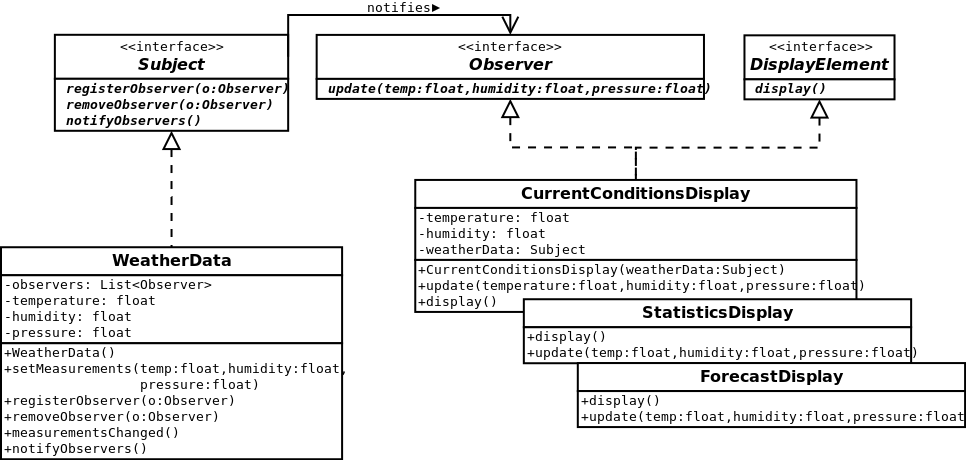 notifies►
<<interface>>
Subject
registerObserver(o:Observer)
removeObserver(o:Observer)
notifyObservers()
<<interface>>
Observer
update(temp:float,humidity:float,pressure:float)
<<interface>>
DisplayElement
display()
WeatherData
-observers: List<Observer>
-temperature: float
-humidity: float
-pressure: float
+WeatherData()
+setMeasurements(temp:float,humidity:float,
pressure:float)
+registerObserver(o:Observer)
+removeObserver(o:Observer)
+measurementsChanged()
+notifyObservers()
CurrentConditionsDisplay
-temperature: float
-humidity: float
-weatherData: Subject
+CurrentConditionsDisplay(weatherData:Subject)
+update(temperature:float,humidity:float,pressure:float)
+display()
StatisticsDisplay
+display()
+update(temp:float,humidity:float,pressure:float)
ForecastDisplay
+display()
+update(temp:float,humidity:float,pressure:float